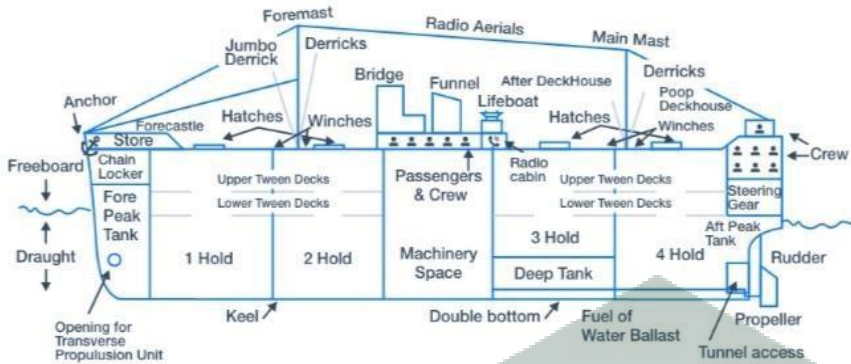 Foremast
Radio Aerials
Main Mast
Jumbo
Derrick
Derricks
Bridge
Funnel
After DeckHouse
Lifeboat
Derricks
Poop
Deckhouse
Anchor
Hatches
Winches
Hatches
Winches
Forecastle
Store
Crew
Freeboard
Chain
Locker
Upper Tween Decks
Lower Tween Decks
Passengers
& Crew
Radio
cabin
Upper Tween Decks
Lower Tween Decks
Steering
Gear
Fore
Peak
Tank
Aft Peak
Tank
Draught
1 Hold
2 Hold
Machinery
Space
3 Hold
Deep Tank
4 Hold
Rudder
Opening for
Transverse
Propulusion Unit
Keel
Double bottom
Fuel of
Water Ballast
Propeller
Tunnel access